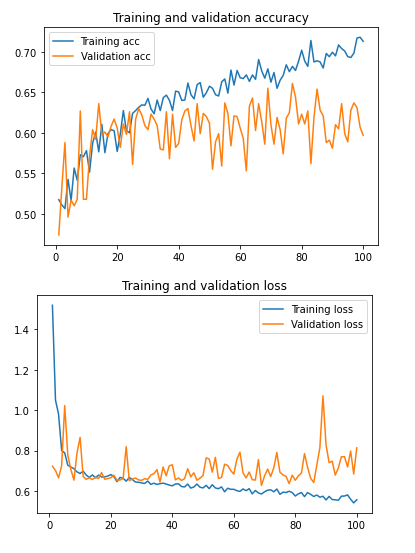 Training and validation accuracy
Training acc
Validation acc
0.70
0.65
0.60
0.55
0.50
0 20 40 60 80 100
Training and validation loss
Training loss
Validation loss
1.4
1.2
1.0
0.8
0.6
0 20 40 60 80 100